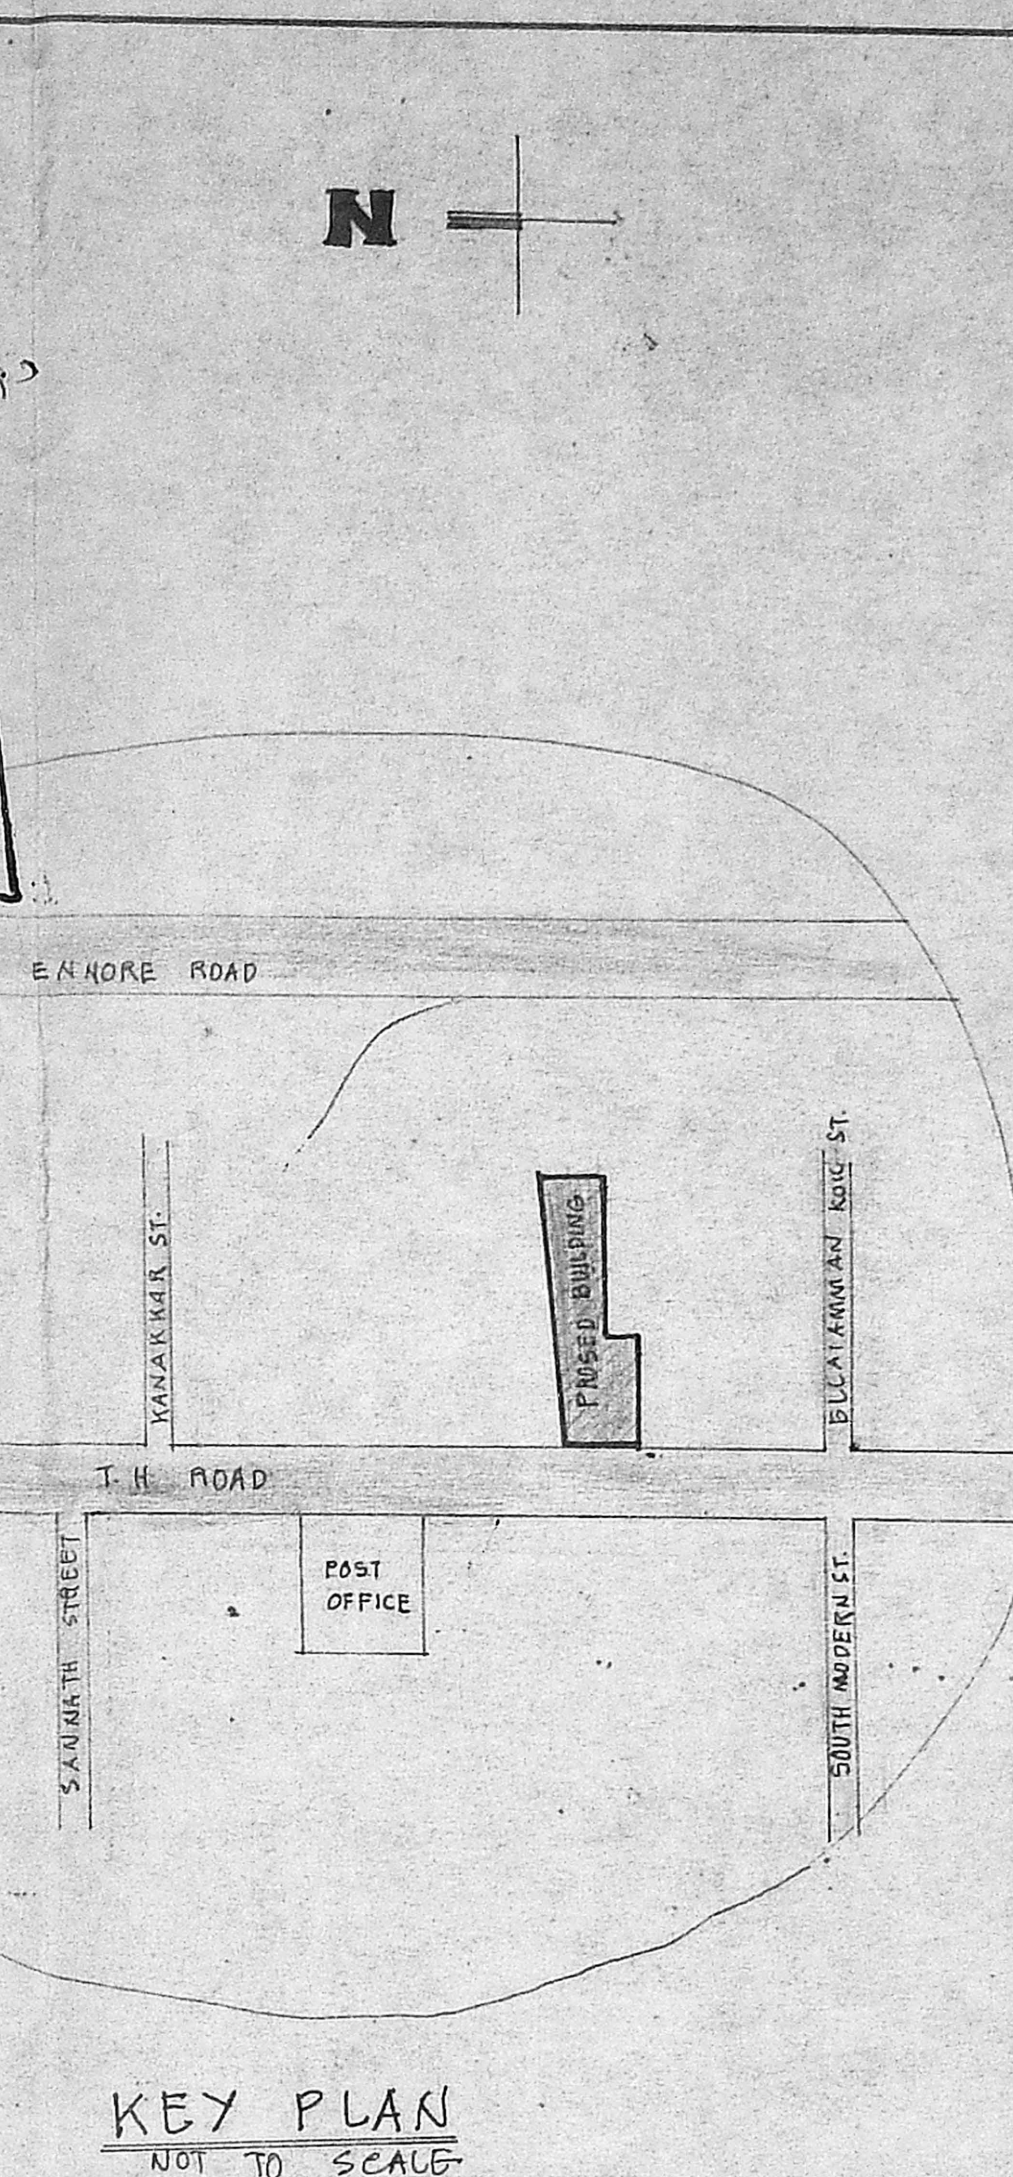 N
ENNORE ROAD
KANAKKAR ST.
PROSED BUILDING
ELLAIAMMAN KOIL ST.
T.H ROAD
SANNATH STREET
POST
OFFICE
SOUTH MODERN ST.
KEY PLAN
NOT TO SCALE